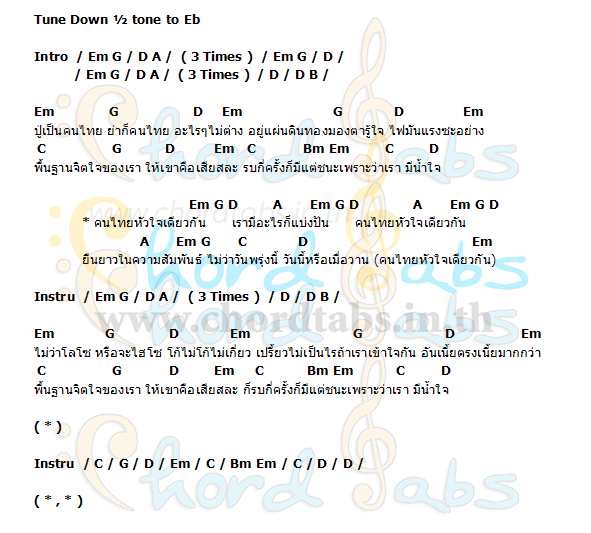 Tune Down ½ tone to Eb
Intro / Em G / D A / ( 3 Times ) / Em G / D /
/ Em G / D A / ( 3 Times ) / D / D B /
Em G D Em G D Em
ปู่เป็นคนไทย ย่าก็คนไทย อะไรๆไม่ต่าง อยู่แผ่นดินทองมองตารู้ใจ ไฟมันแรงซะอย่าง
C G D Em C Bm Em C D
พื้นฐานจิตใจของเรา ให้เขาคือเสียสละ รบกี่ครั้งก็มีแต่ชนะเพราะว่าเรา มีน้ำใจ
Em G D A Em G D A Em G D
* คนไทยหัวใจเดียวกัน เรามีอะไรก็แบ่งปัน คนไทยหัวใจเดียวกัน
A Em G C D Em
ยืนยาวในความสัมพันธ์ ไม่ว่าวันพรุ่งนี้ วันนี้หรือเมื่อวาน (คนไทยหัวใจเดียวกัน)
Instru / Em G / D A / ( 3 Times ) / D / D B /
www.chordtabs.in.th
Em G D Em G D Em
ไม่ว่าโลโซ หรือจะไฮโซ โก้ไม่โก้ไม่เกี่ยว เปรี้ยวไม่เป็นไรถ้าเราเข้าใจกัน อันเนี้ยตรงเนี้ยมากกว่า
C G D Em C Bm Em C D
พื้นฐานจิตใจของเรา ให้เขาคือเสียสละ ก็รบกี่ครั้งก็มีแต่ชนะเพราะว่าเรา มีน้ำใจ
( * )
Instru / C / G / D / Em / C / Bm Em / C / D / D /
( * , * )